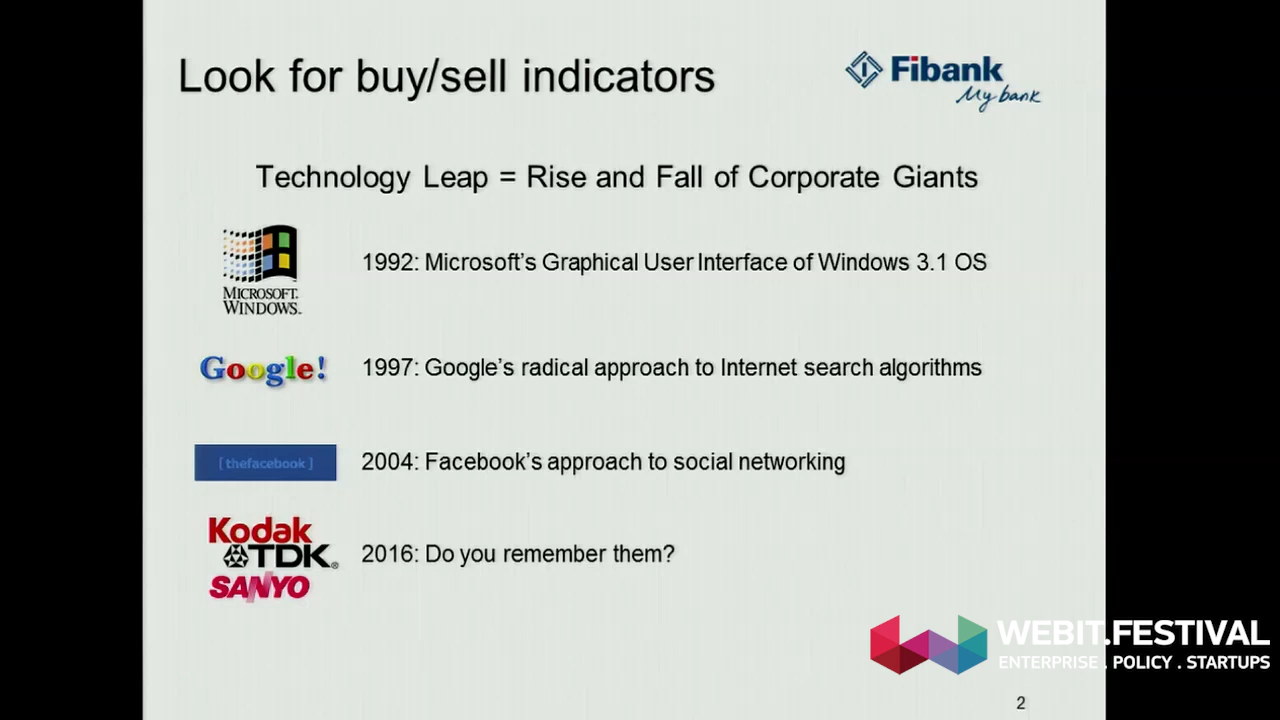 Look for buy/sell indicators
Fibank
My bank
Technology Leap = Rise and Fall of Corporate Giants
MICROSOFT®
WINDOWS™
1992: Microsoft's Graphical User Interface of Windows 3.1 OS
Google!
1997: Google's radical approach to Internet search algorithms
[ thefacebook ]
2004: Facebook's approach to social networking
Kodak
TDK®
SANYO
2016: Do you remember them?
WEBIT.FESTIVAL
ENTERPRISE . POLICY . STARTUPS
2